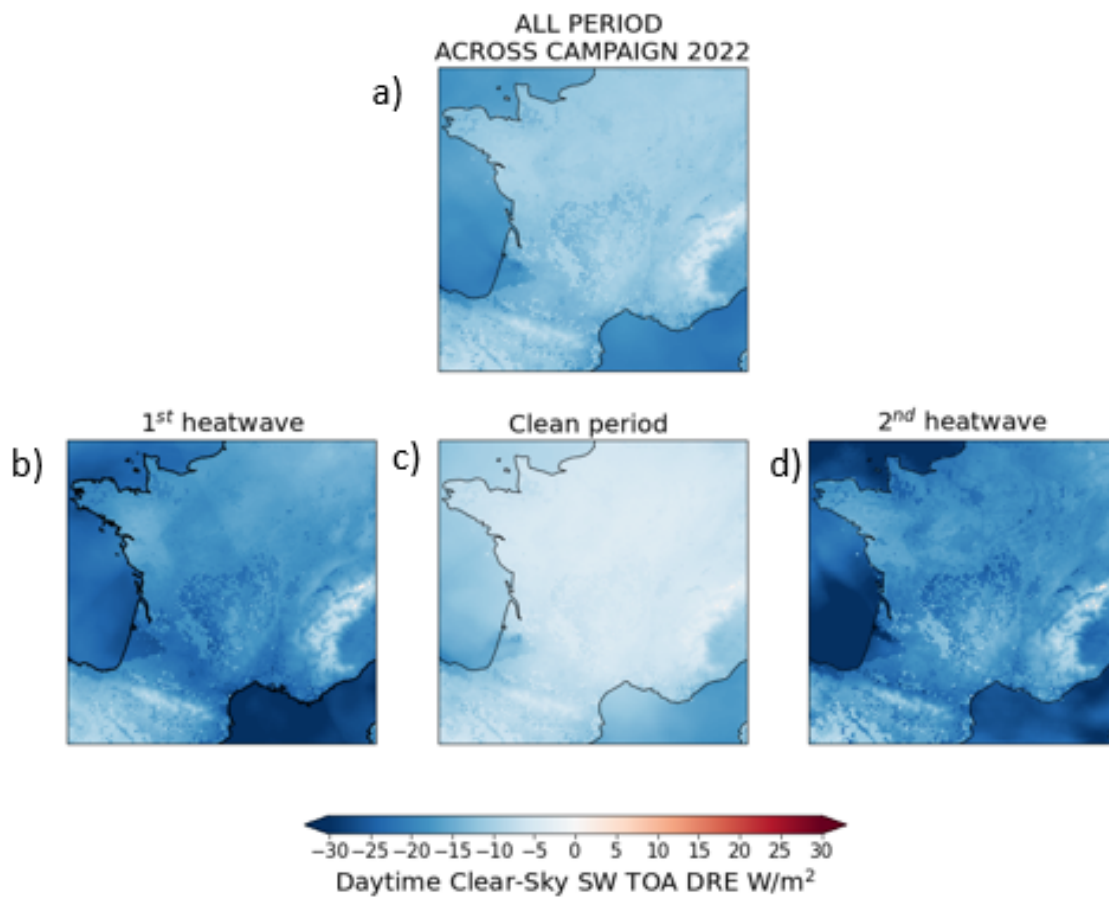 ALL PERIOD
ACROSS CAMPAIGN 2022
a)
1st heatwave
Clean period
2nd heatwave
b)
c)
d)
−30 −25 −20 −15 −10 −5 0 5 10 15 20 25 30
Daytime Clear-Sky SW TOA DRE W/m²